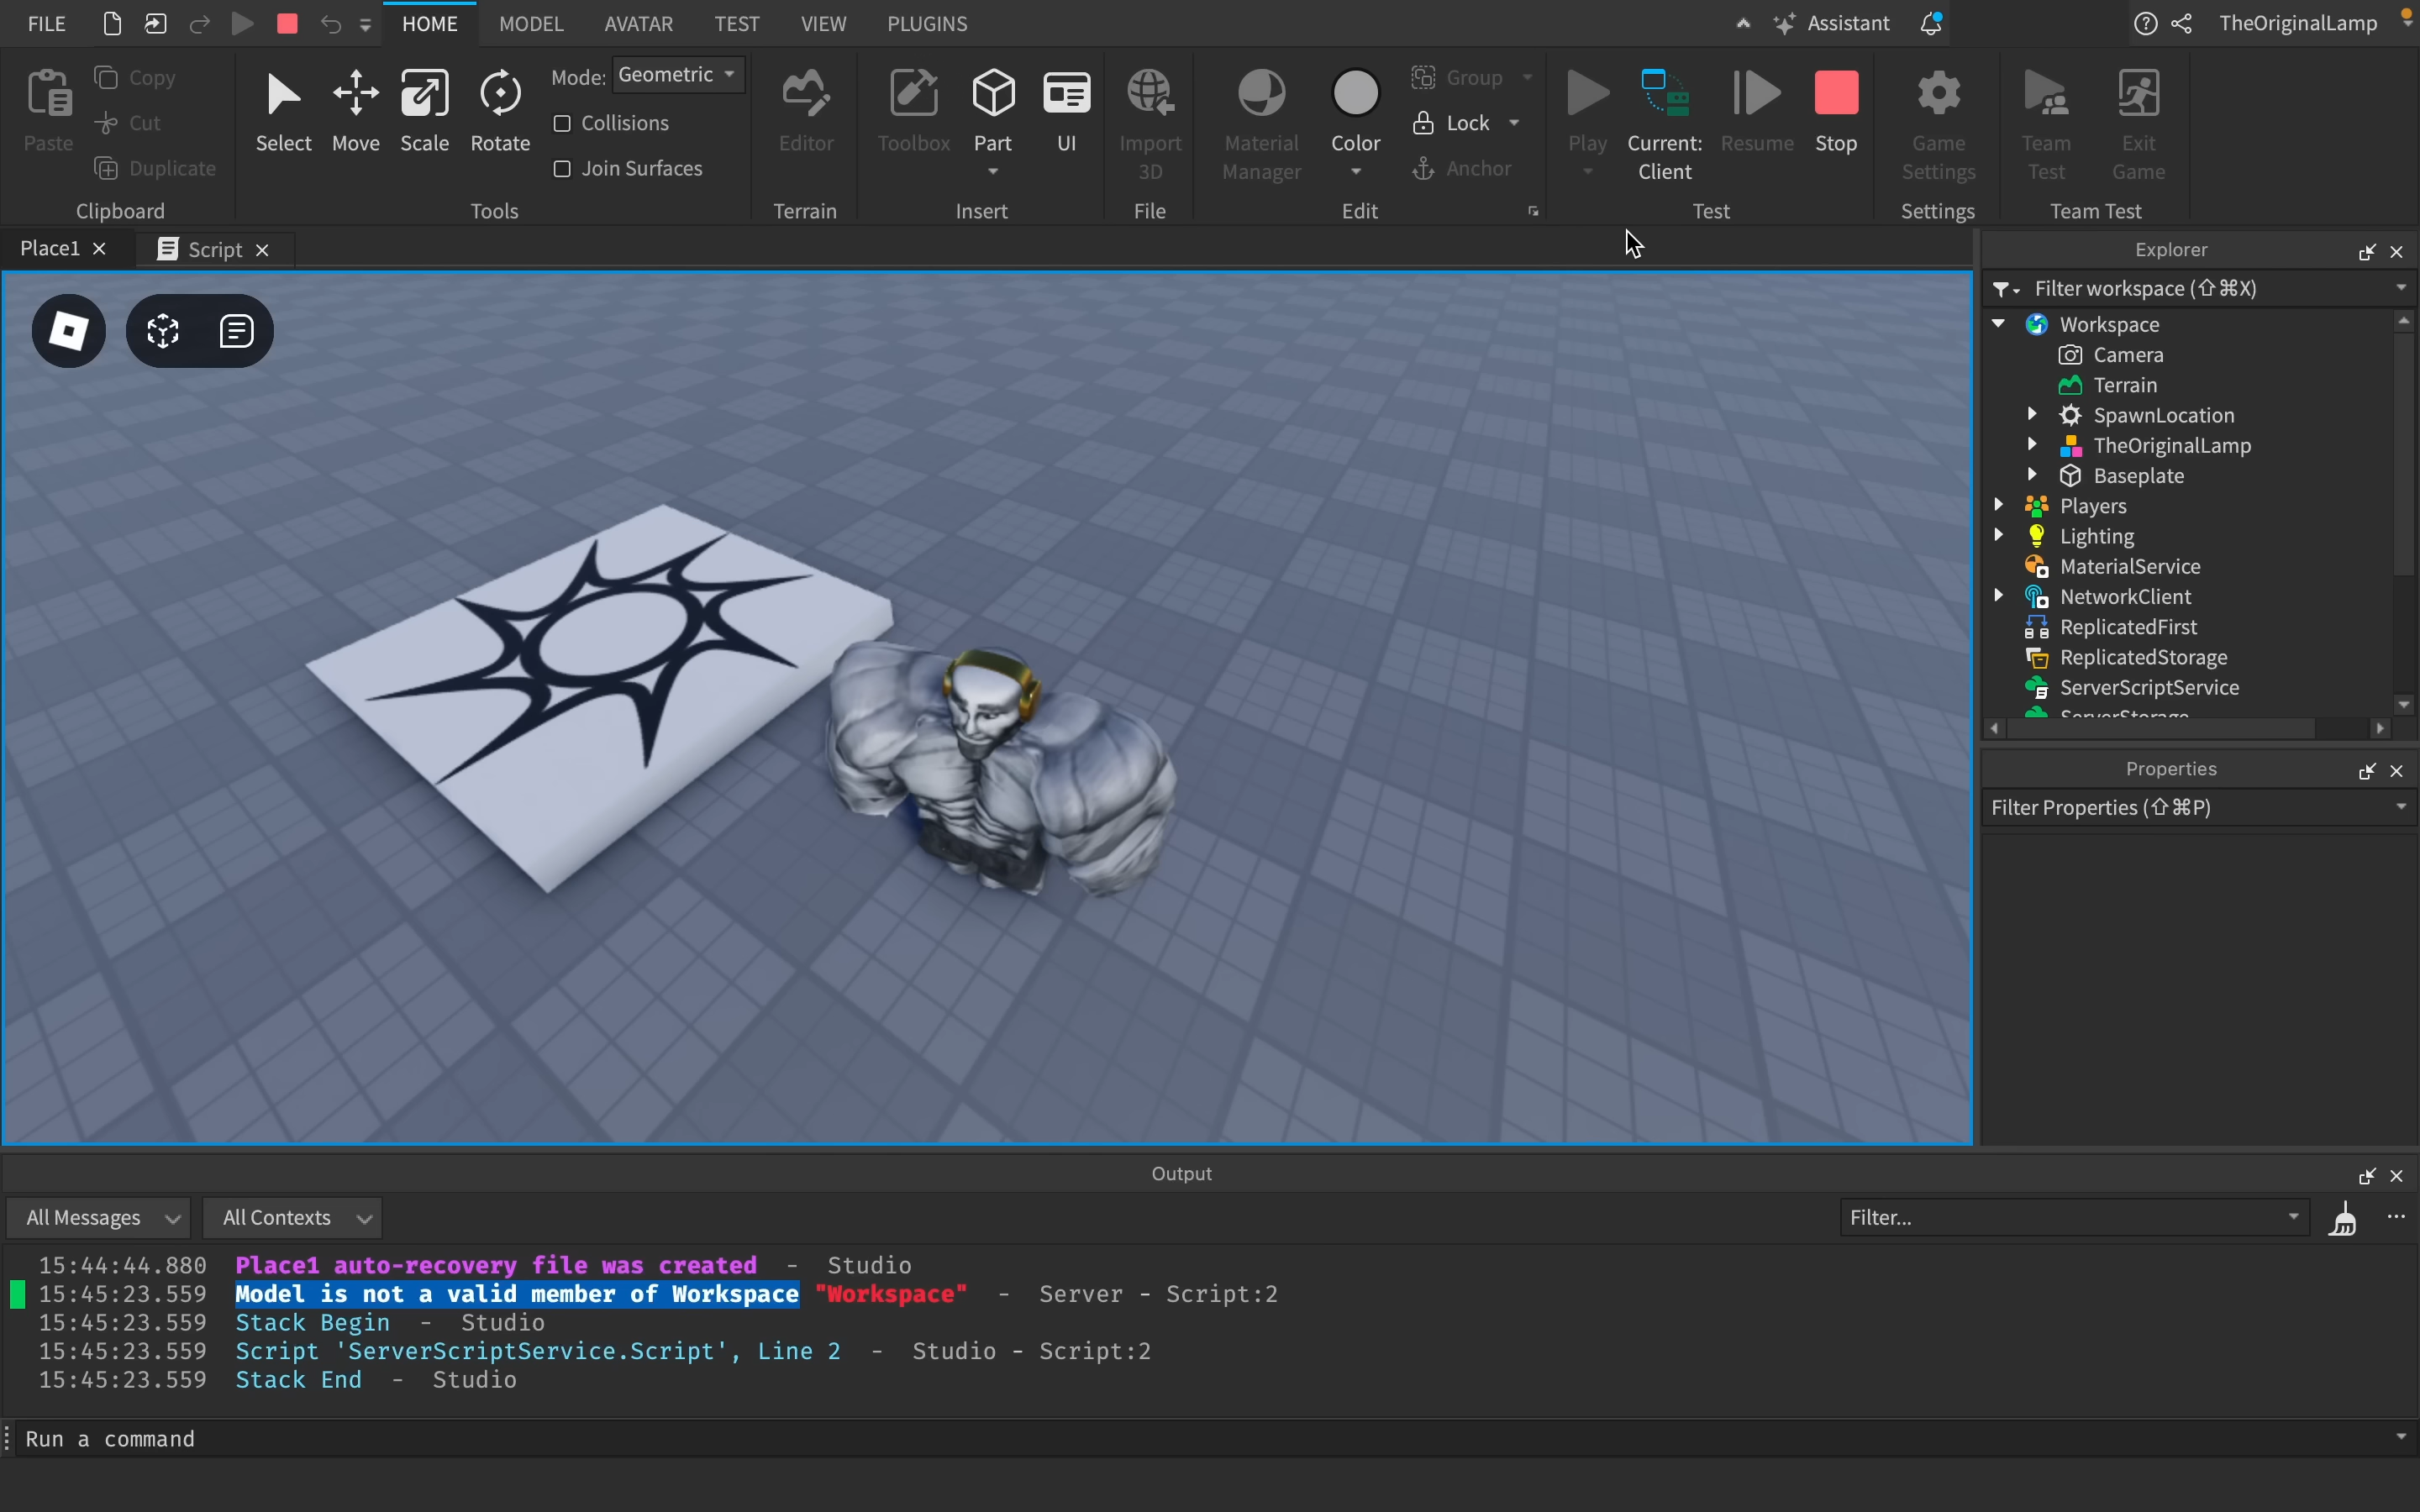 FILE
HOME
MODEL
AVATAR
TEST
VIEW
PLUGINS
Assistant
TheOriginalLamp
Paste
Copy
Cut
Duplicate
Clipboard
Select
Move
Scale
Rotate
Mode: Geometric
Collisions
Join Surfaces
Tools
Editor
Terrain
Toolbox
Part
UI
Insert
Import
3D
File
Material
Manager
Color
Group
Lock
Anchor
Edit
Play
Current:
Client
Resume
Stop
Test
Game
Settings
Settings
Team
Test
Exit
Game
Team Test
Place1
Script
Explorer
Filter workspace (⇧⌘X)
Workspace
Camera
Terrain
SpawnLocation
TheOriginalLamp
Baseplate
Players
Lighting
MaterialService
NetworkClient
ReplicatedFirst
ReplicatedStorage
ServerScriptService
ServerStorage
Properties
Filter Properties (⇧⌘P)
Output
All Messages
All Contexts
Filter...
15:44:44.880 Place1 auto-recovery file was created - Studio
15:45:23.559 Model is not a valid member of Workspace "Workspace" - Server - Script:2
15:45:23.559 Stack Begin - Studio
15:45:23.559 Script 'ServerScriptService.Script', Line 2 - Studio - Script:2
15:45:23.559 Stack End - Studio
Run a command